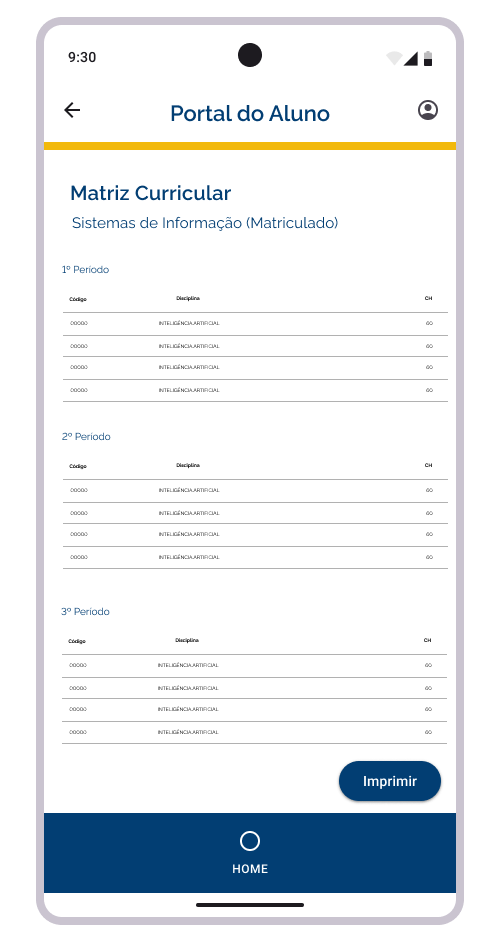 9:30
Portal do Aluno
Matriz Curricular
Sistemas de Informação (Matriculado)
1º Período
Código Disciplina CH
00000 INTELIGÊNCIA ARTIFICIAL 60
00000 INTELIGÊNCIA ARTIFICIAL 60
00000 INTELIGÊNCIA ARTIFICIAL 60
00000 INTELIGÊNCIA ARTIFICIAL 60
2º Período
Código Disciplina CH
00000 INTELIGÊNCIA ARTIFICIAL 60
00000 INTELIGÊNCIA ARTIFICIAL 60
00000 INTELIGÊNCIA ARTIFICIAL 60
00000 INTELIGÊNCIA ARTIFICIAL 60
3º Período
Código Disciplina CH
00000 INTELIGÊNCIA ARTIFICIAL 60
00000 INTELIGÊNCIA ARTIFICIAL 60
00000 INTELIGÊNCIA ARTIFICIAL 60
00000 INTELIGÊNCIA ARTIFICIAL 60
Imprimir
HOME